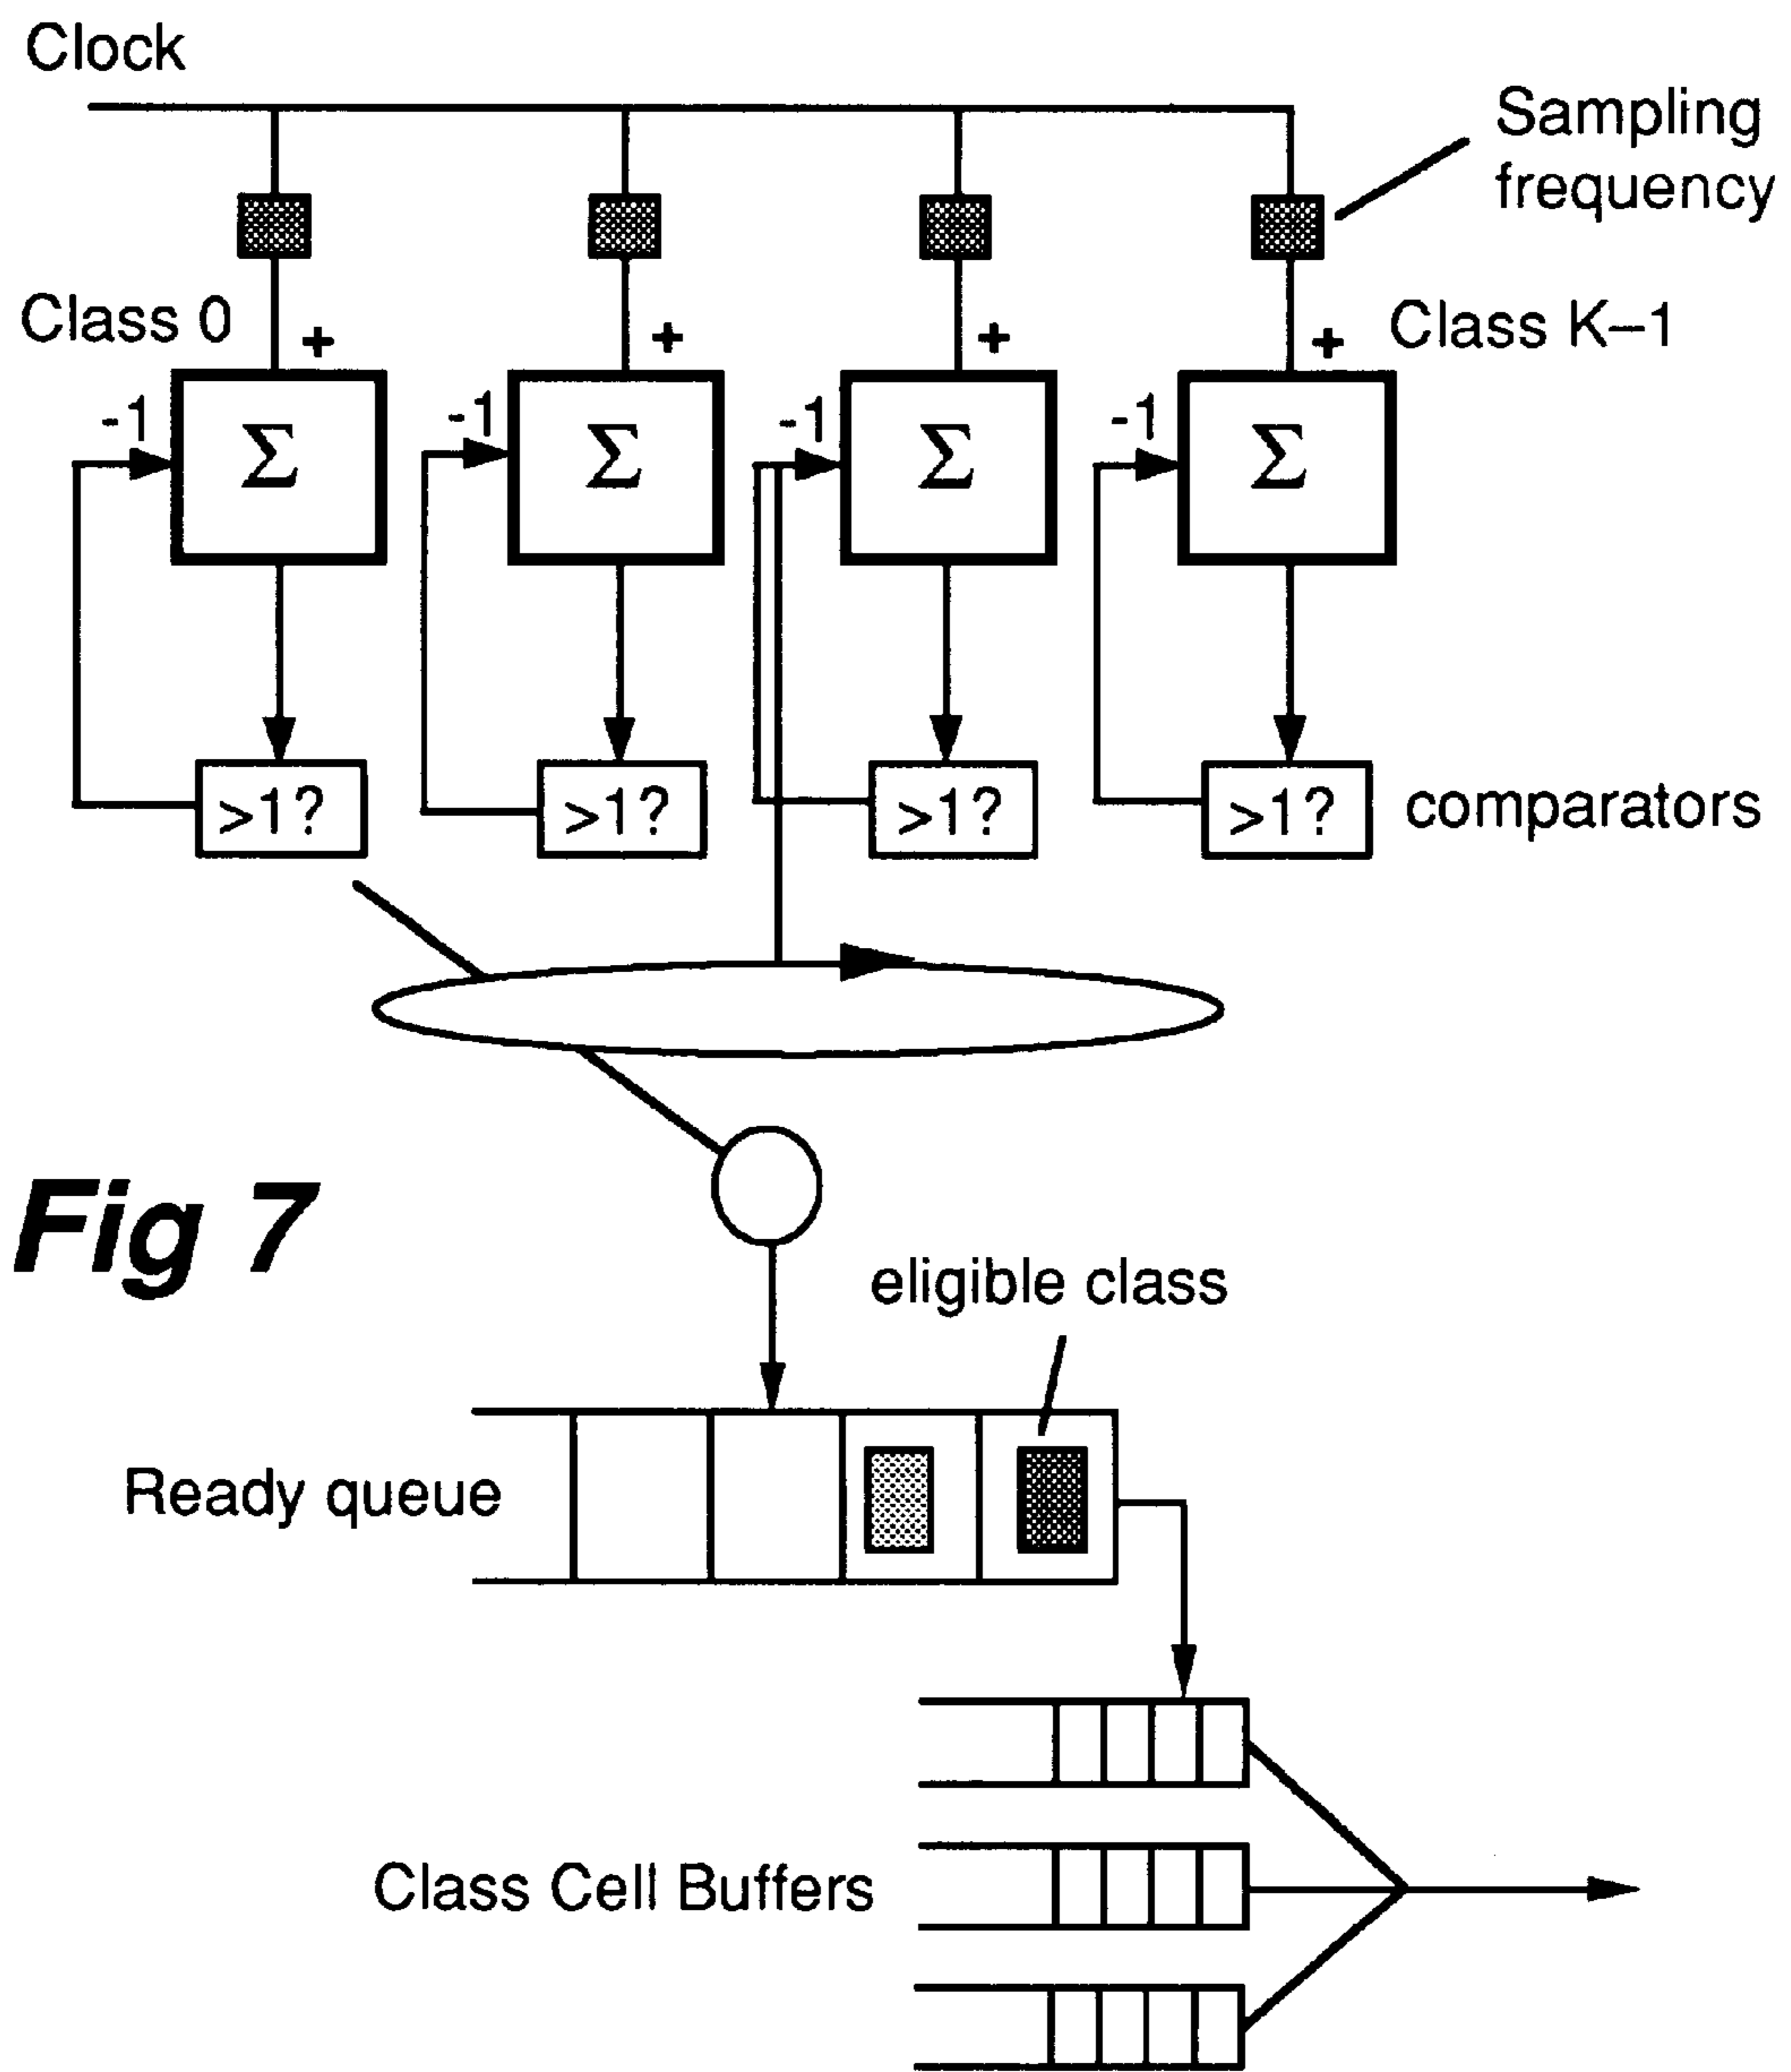 Clock
Sampling
frequency
Class 0
+
+
+
+
Class K–1
-1
-1
-1
-1
Σ
Σ
Σ
Σ
>1?
>1?
>1?
>1?
comparators
Fig 7
eligible class
Ready queue
Class Cell Buffers